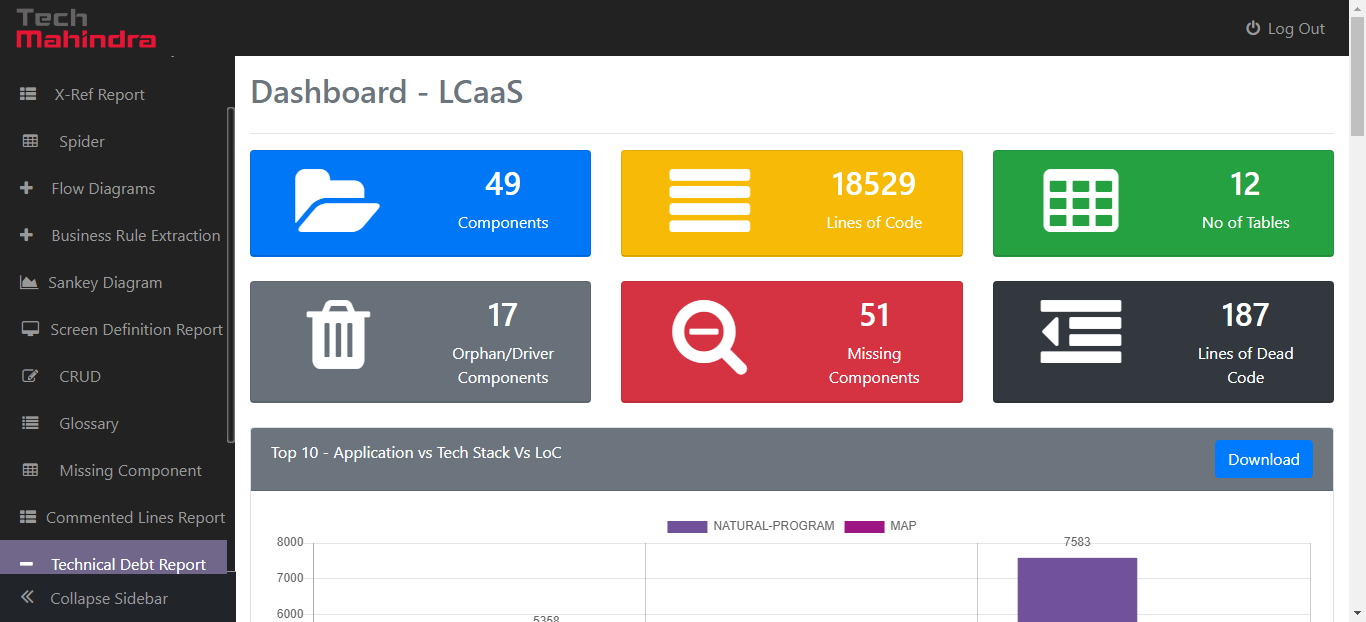 Tech
Mahindra
Log Out
X-Ref Report
Spider
Flow Diagrams
Business Rule Extraction
Sankey Diagram
Screen Definition Report
CRUD
Glossary
Missing Component
Commented Lines Report
Technical Debt Report
Collapse Sidebar
Dashboard - LCaaS
49
Components
18529
Lines of Code
12
No of Tables
17
Orphan/Driver
Components
51
Missing
Components
187
Lines of Dead
Code
Top 10 - Application vs Tech Stack Vs LoC
Download
NATURAL-PROGRAM MAP
8000
7583
7000
6000
5358